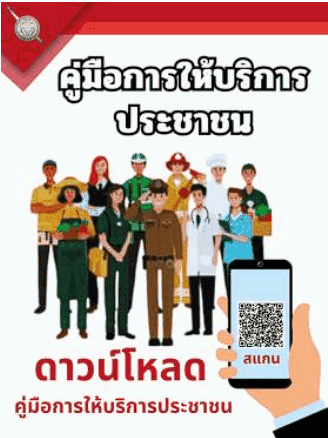 คู่มือการให้บริการ
ประชาชน
สแกน
ดาวน์โหลด
คู่มือการให้บริการประชาชน